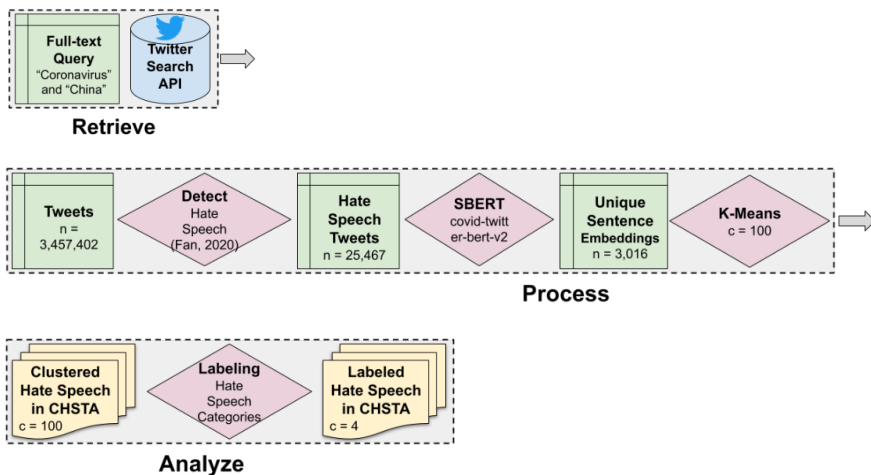 Full-text
Query
“Coronavirus”
and “China”
Twitter
Search
API
Retrieve
Tweets
n =
3,457,402
Detect
Hate
Speech
(Fan, 2020)
Hate
Speech
Tweets
n = 25,467
SBERT
covid-twitt
er-bert-v2
Unique
Sentence
Embeddings
n = 3,016
K-Means
c = 100
Process
Clustered
Hate Speech
in CHSTA
c = 100
Labeling
Hate
Speech
Categories
Labeled
Hate Speech
in CHSTA
c = 4
Analyze